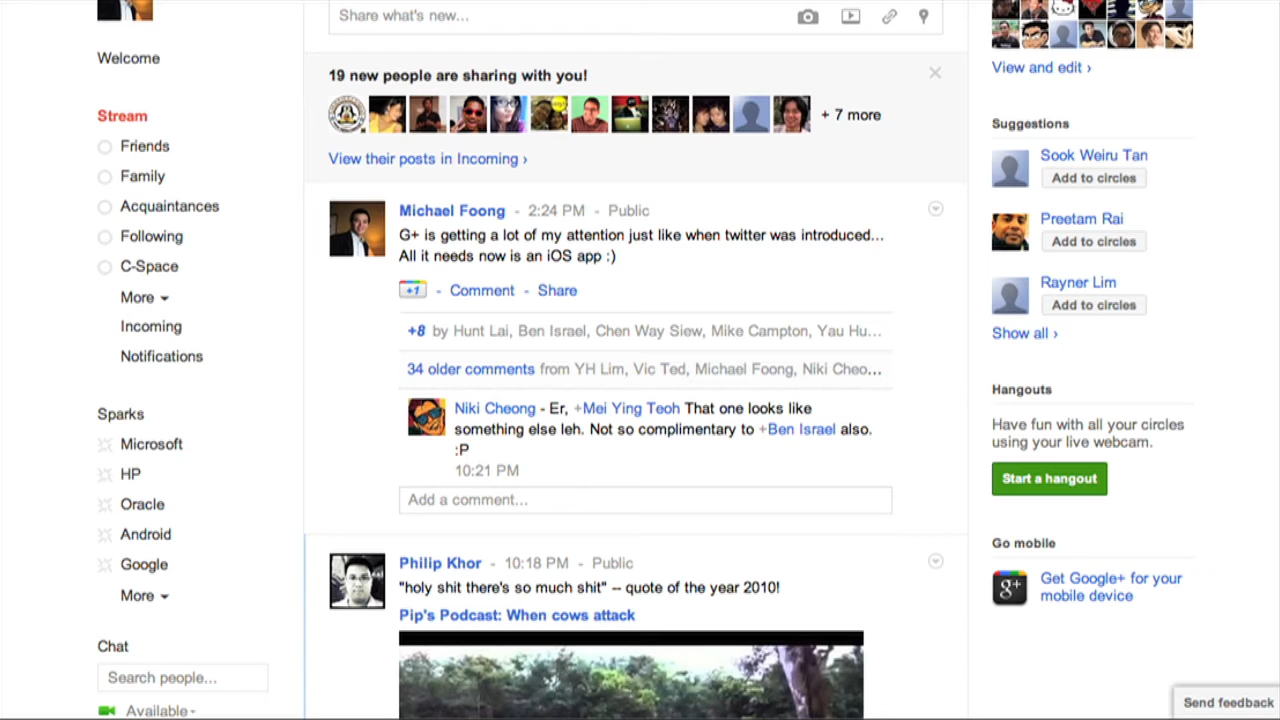 Welcome
Stream
Friends
Family
Acquaintances
Following
C-Space
More
Incoming
Notifications
Sparks
Microsoft
HP
Oracle
Android
Google
More
Chat
Search people...
Available
Share what's new...
19 new people are sharing with you!
+ 7 more
View their posts in Incoming ›
Michael Foong - 2:24 PM - Public
G+ is getting a lot of my attention just like when twitter was introduced...
All it needs now is an iOS app :)
+1 - Comment - Share
+8 by Hunt Lai, Ben Israel, Chen Way Siew, Mike Campton, Yau Hu...
34 older comments from YH Lim, Vic Ted, Michael Foong, Niki Cheo...
Niki Cheong - Er, +Mei Ying Teoh That one looks like
something else leh. Not so complimentary to +Ben Israel also.
:P
10:21 PM
Add a comment...
Philip Khor - 10:18 PM - Public
"holy shit there's so much shit" -- quote of the year 2010!
Pip's Podcast: When cows attack
View and edit ›
Suggestions
Sook Weiru Tan
Add to circles
Preetam Rai
Add to circles
Rayner Lim
Add to circles
Show all ›
Hangouts
Have fun with all your circles
using your live webcam.
Start a hangout
Go mobile
g+
Get Google+ for your
mobile device
Send feedback